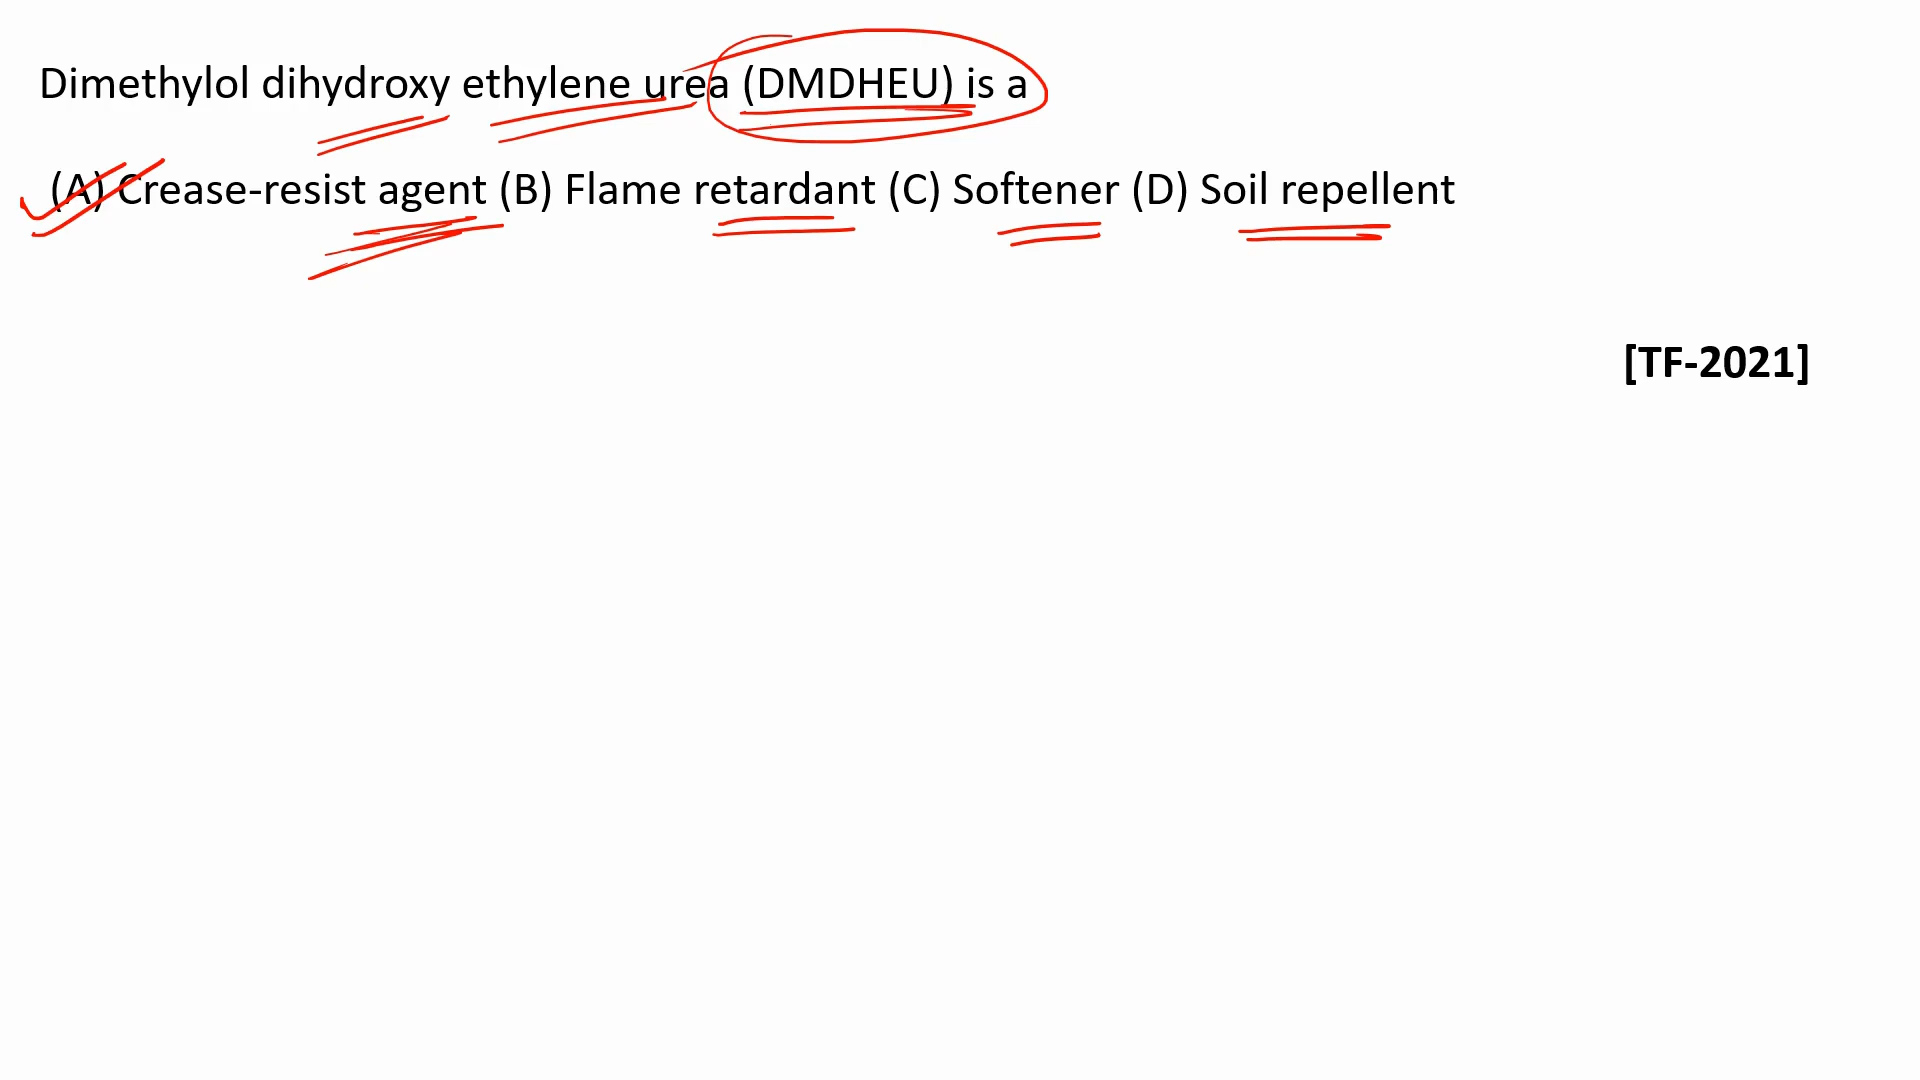 Dimethylol dihydroxy ethylene urea (DMDHEU) is a
(A) Crease-resist agent (B) Flame retardant (C) Softener (D) Soil repellent
[TF-2021]